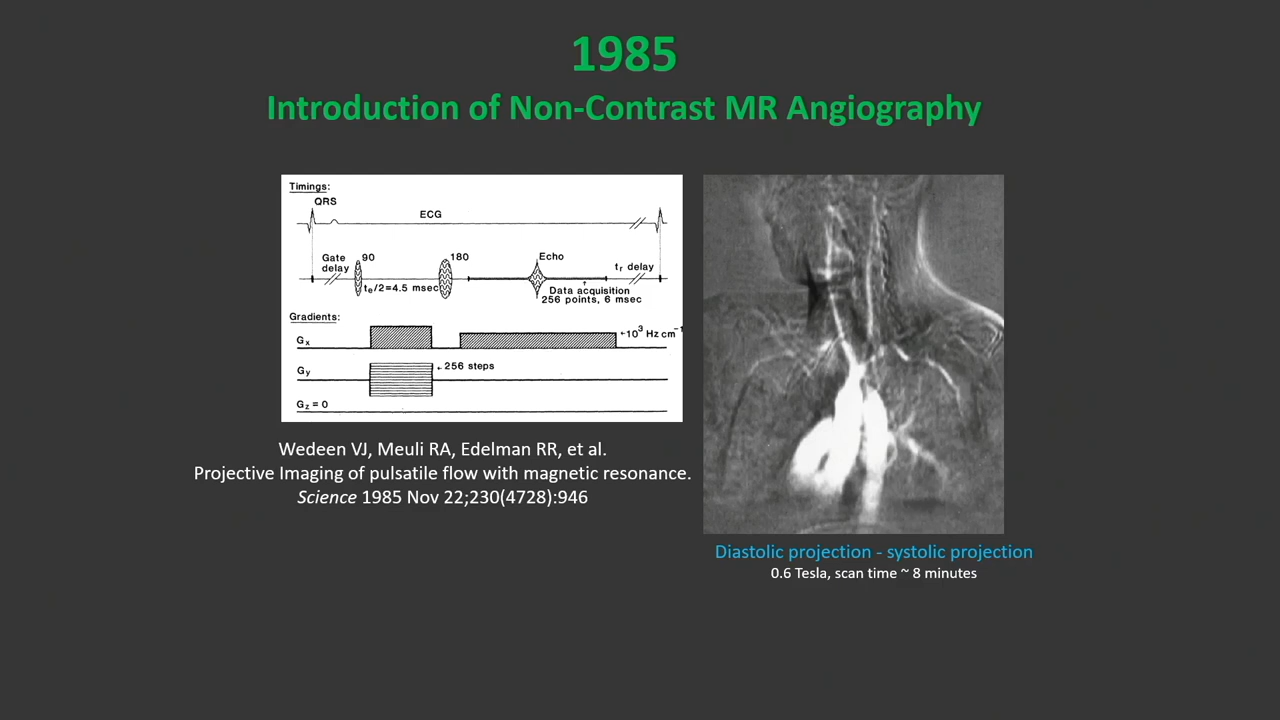 1985
Introduction of Non-Contrast MR Angiography
Timings:
QRS
ECG
Gate delay
90
180
Echo
tr delay
te/2=4.5 msec
Data acquisition
256 points, 6 msec
Gradients:
Gx
←10³ Hz cm⁻¹
Gy
←256 steps
Gz = 0
Wedeen VJ, Meuli RA, Edelman RR, et al.
Projective Imaging of pulsatile flow with magnetic resonance.
Science 1985 Nov 22;230(4728):946
Diastolic projection - systolic projection
0.6 Tesla, scan time ~ 8 minutes